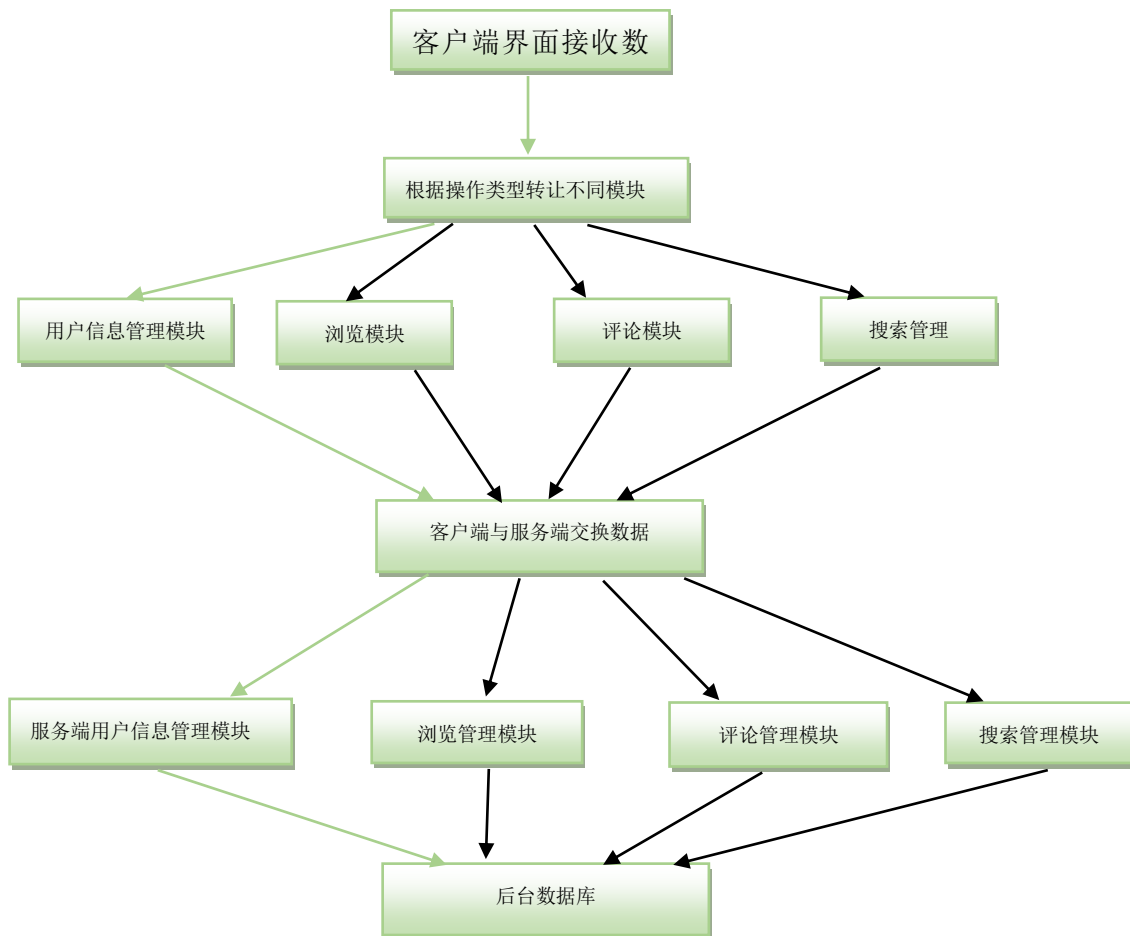 客户端界面接收数
根据操作类型转让不同模块
用户信息管理模块
浏览模块
评论模块
搜索管理
客户端与服务端交换数据
服务端用户信息管理模块
浏览管理模块
评论管理模块
搜索管理模块
后台数据库